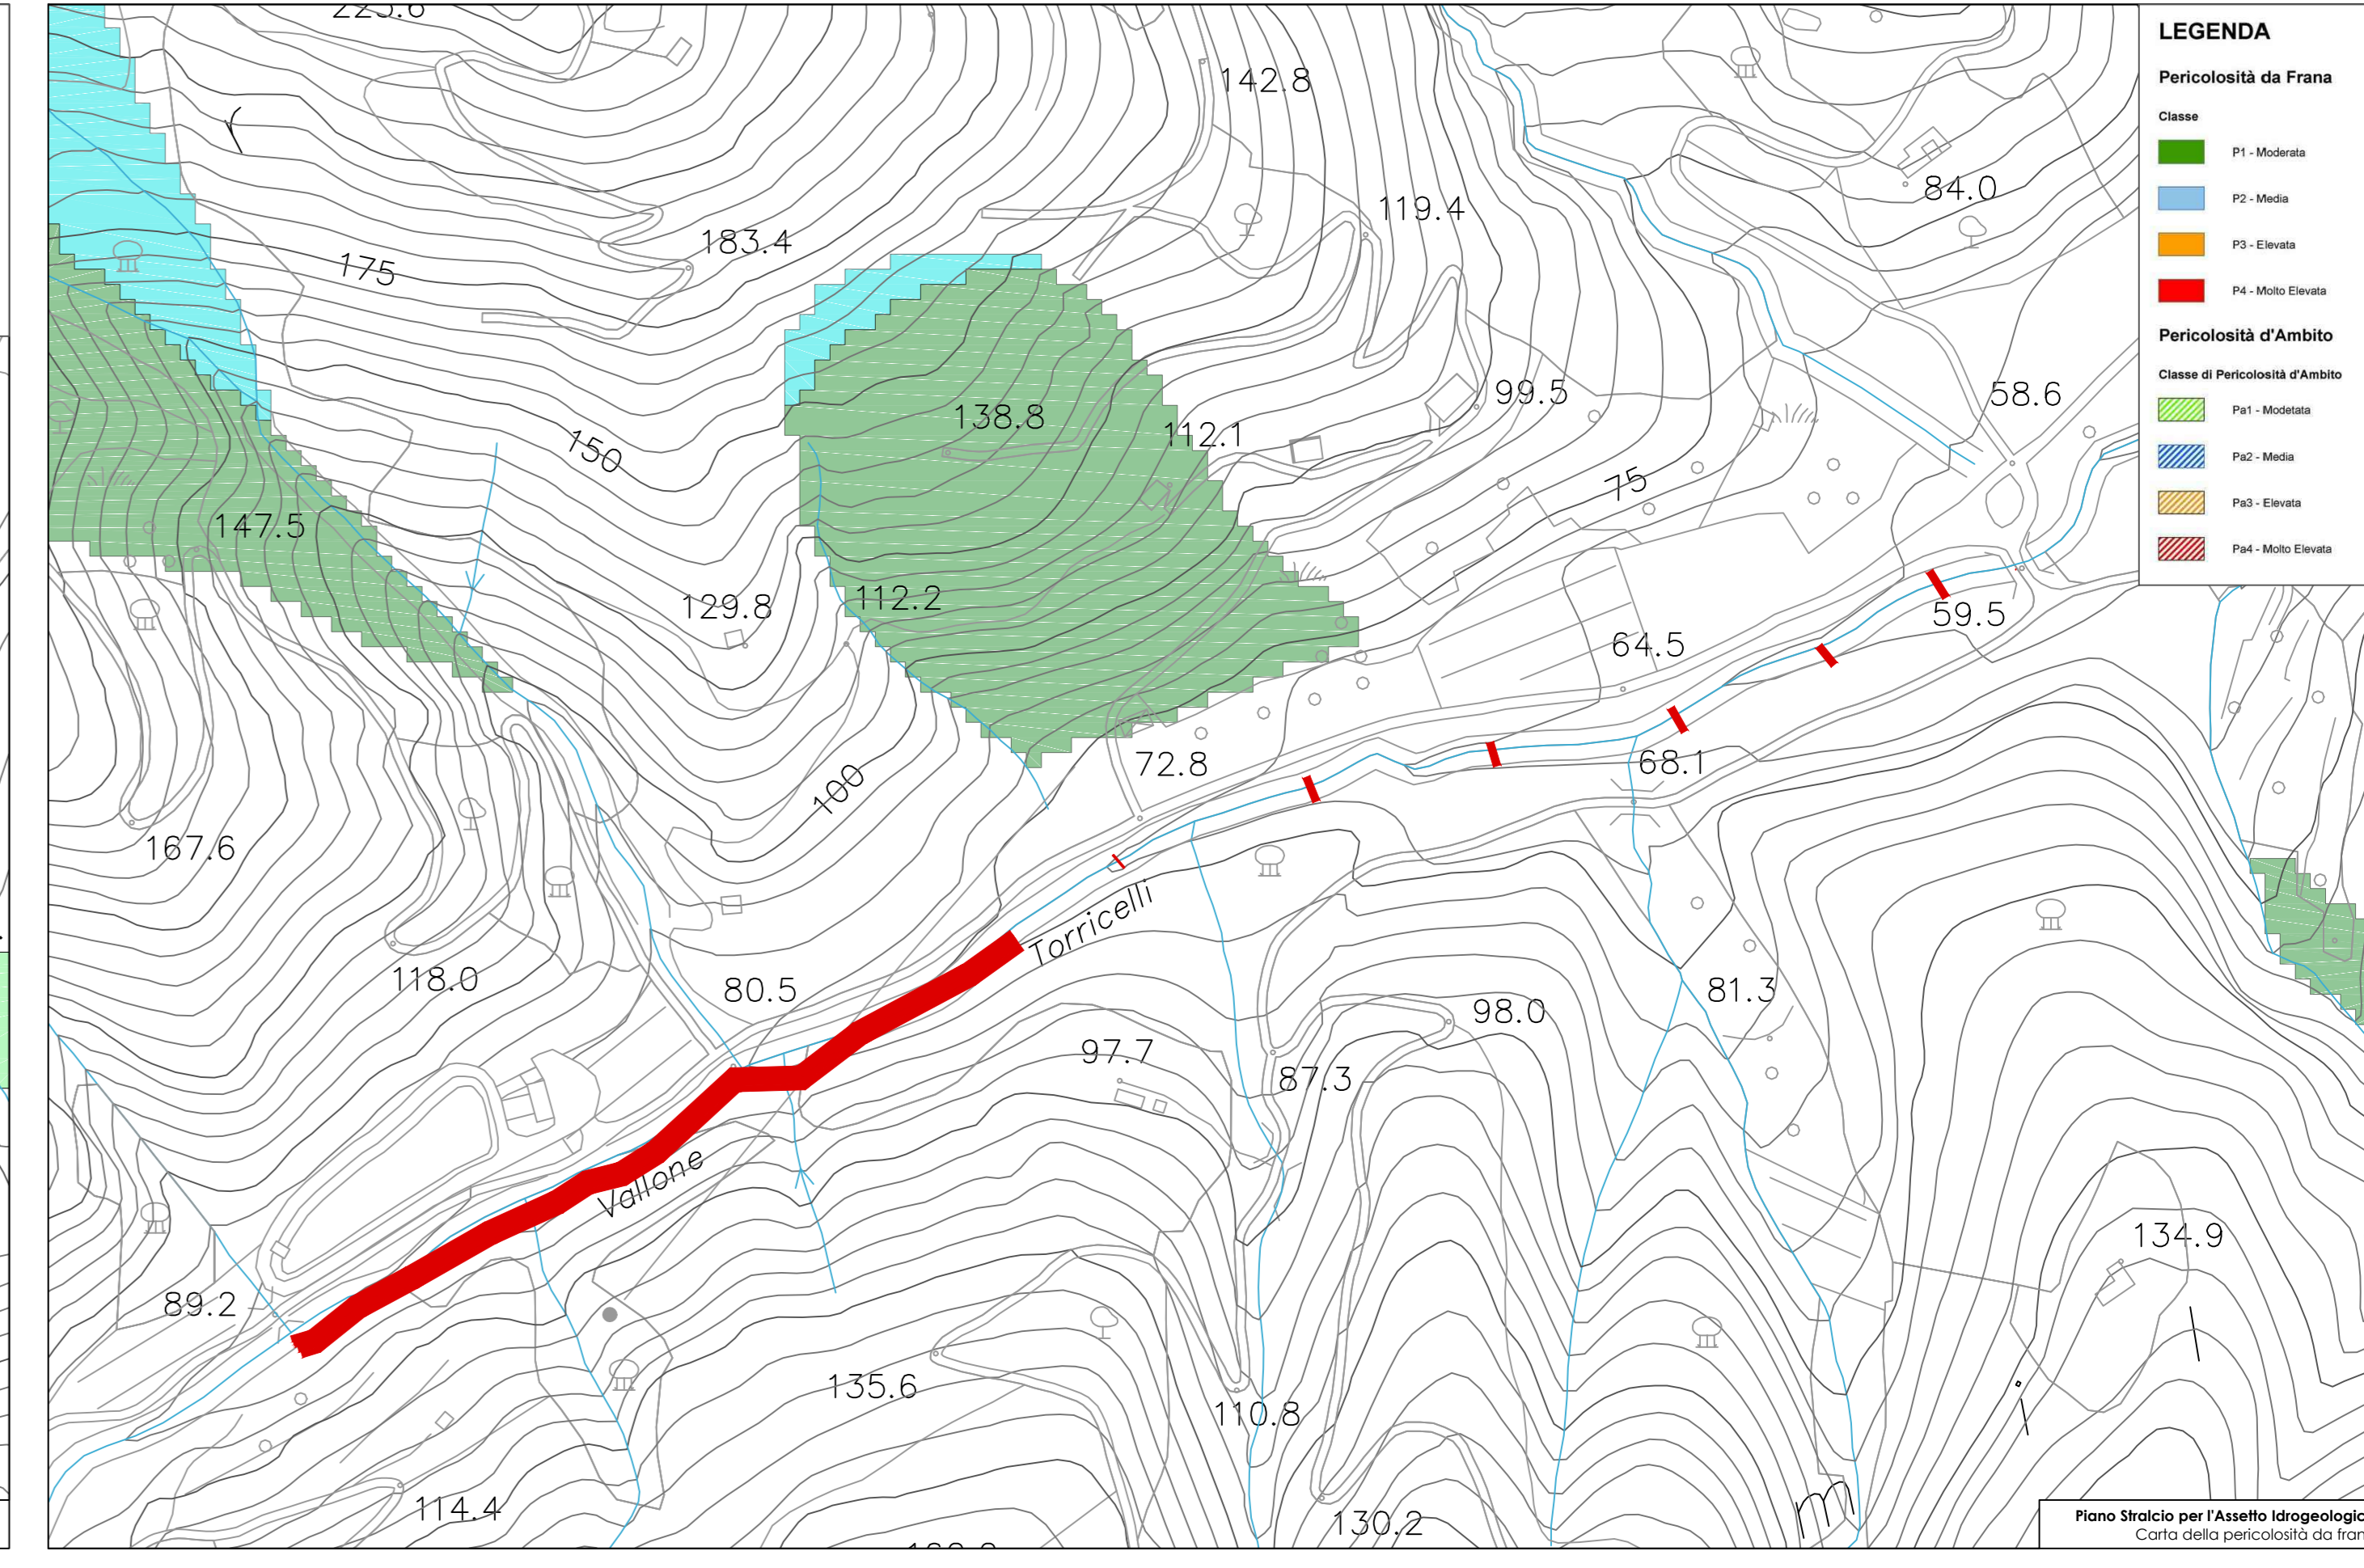 142.8
119.4
84.0
183.4
175
58.6
99.5
138.8
112.1
150
75
147.5
112.2
129.8
59.5
64.5
68.1
72.8
100
167.6
118.0
80.5
Torricelli
81.3
98.0
97.7
87.3
Vallone
134.9
89.2
135.6
110.8
114.4
130.2
m
LEGENDA
Pericolosità da Frana
Classe
P1 - Moderata
P2 - Media
P3 - Elevata
P4 - Molto Elevata
Pericolosità d'Ambito
Classe di Pericolosità d'Ambito
Pa1 - Modetata
Pa2 - Media
Pa3 - Elevata
Pa4 - Molto Elevata
Piano Stralcio per l'Assetto Idrogeologic
Carta della pericolosità da fran